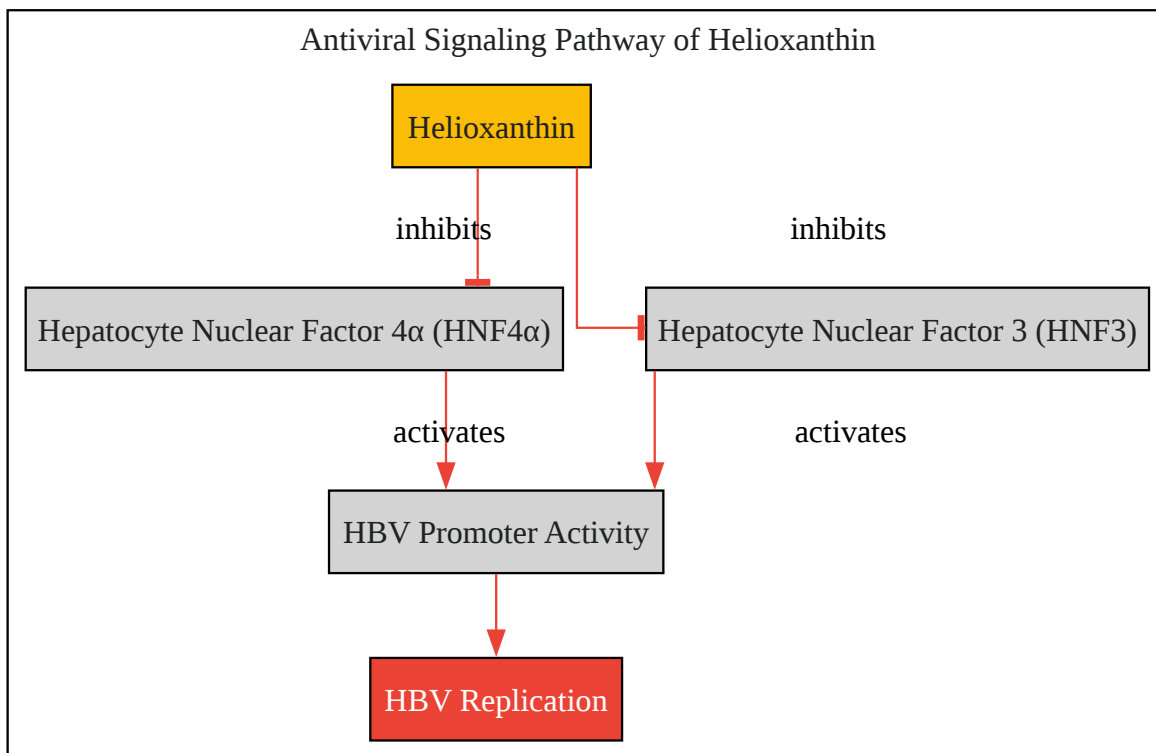 Antiviral Signaling Pathway of Helioxanthin
Helioxanthin
inhibits
inhibits
Hepatocyte Nuclear Factor 4α (HNF4α)
Hepatocyte Nuclear Factor 3 (HNF3)
activates
activates
HBV Promoter Activity
HBV Replication